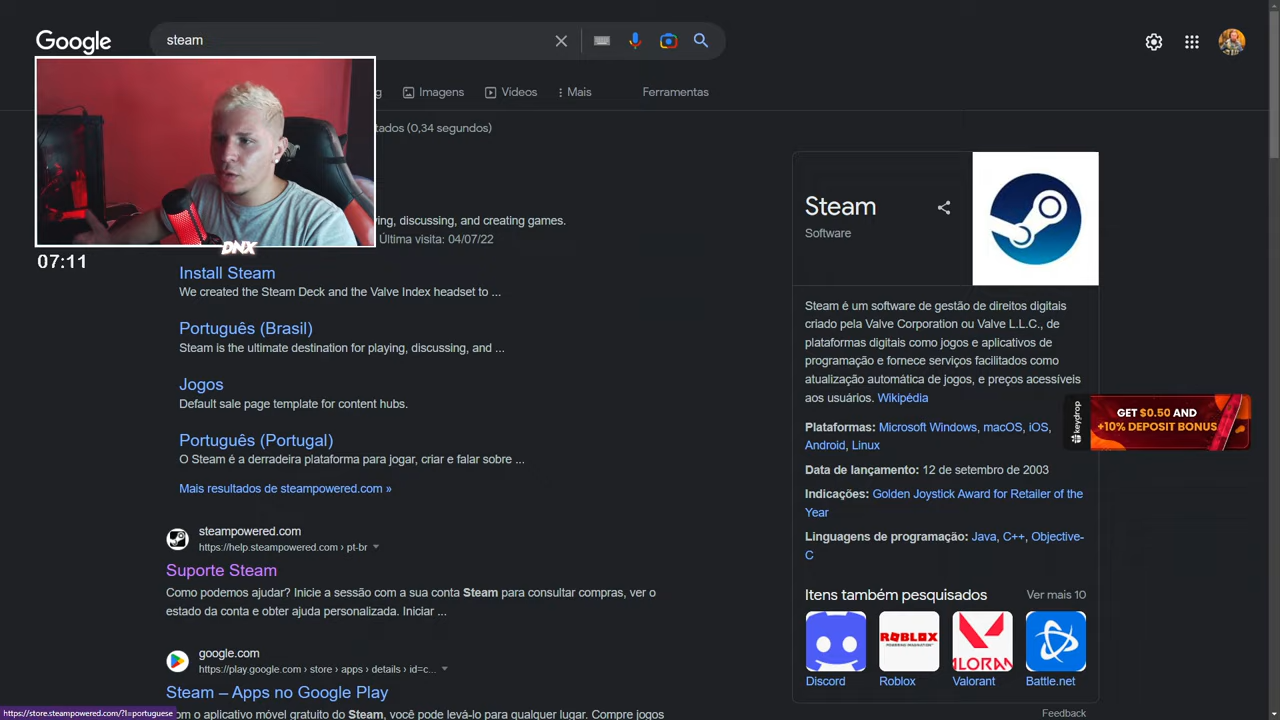 Google
steam
g
Imagens
Vídeos
Mais
Ferramentas
tados (0,34 segundos)
ying, discussing, and creating games.
Última visita: 04/07/22
DNX
07:11
Install Steam
We created the Steam Deck and the Valve Index headset to ...
Português (Brasil)
Steam is the ultimate destination for playing, discussing, and ...
Jogos
Default sale page template for content hubs.
Português (Portugal)
O Steam é a derradeira plataforma para jogar, criar e falar sobre ...
Mais resultados de steampowered.com »
steampowered.com
https://help.steampowered.com › pt-br
Suporte Steam
Como podemos ajudar? Inicie a sessão com a sua conta Steam para consultar compras, ver o
estado da conta e obter ajuda personalizada. Iniciar ...
google.com
https://play.google.com › store › apps › details › id=c...
Steam – Apps no Google Play
om o aplicativo móvel gratuito do Steam, você pode levá-lo para qualquer lugar. Compre jogos
https://store.steampowered.com/?l=portuguese
Steam
Software
Steam é um software de gestão de direitos digitais
criado pela Valve Corporation ou Valve L.L.C., de
plataformas digitais como jogos e aplicativos de
programação e fornece serviços facilitados como
atualização automática de jogos, e preços acessíveis
aos usuários. Wikipédia
Plataformas: Microsoft Windows, macOS, iOS,
Android, Linux
Data de lançamento: 12 de setembro de 2003
Indicações: Golden Joystick Award for Retailer of the
Year
Linguagens de programação: Java, C++, Objective-
C
Itens também pesquisados
Ver mais 10
ROBLOX
POWERING IMAGINATION
ALORAN
Discord
Roblox
Valorant
Battle.net
Feedback
keydrop
GET $0.50 AND
+10% DEPOSIT BONUS